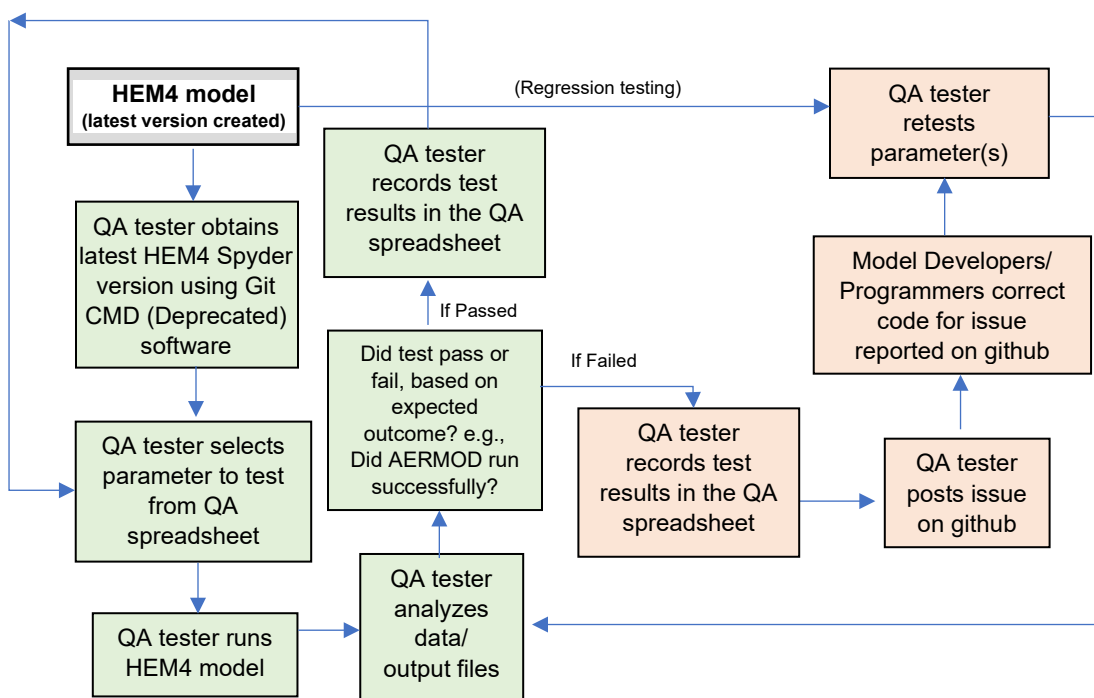 HEM4 model
(latest version created)
QA tester obtains
latest HEM4 Spyder
version using Git
CMD (Deprecated)
software
QA tester selects
parameter to test
from QA
spreadsheet
QA tester runs
HEM4 model
QA tester
analyzes
data/
output files
Did test pass or
fail, based on
expected
outcome? e.g.,
Did AERMOD run
successfully?
If Passed
QA tester
records test
results in the QA
spreadsheet
If Failed
QA tester
records test
results in the QA
spreadsheet
QA tester
posts issue
on github
Model Developers/
Programmers correct
code for issue
reported on github
QA tester
retests
parameter(s)
(Regression testing)